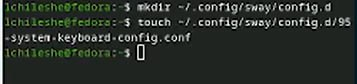 lchileshe@fedora:~$ mkdir ~/.config/sway/config.d
lchileshe@fedora:~$ touch ~/.config/sway/config.d/95
-system-keyboard-config.conf
lchileshe@fedora:~$